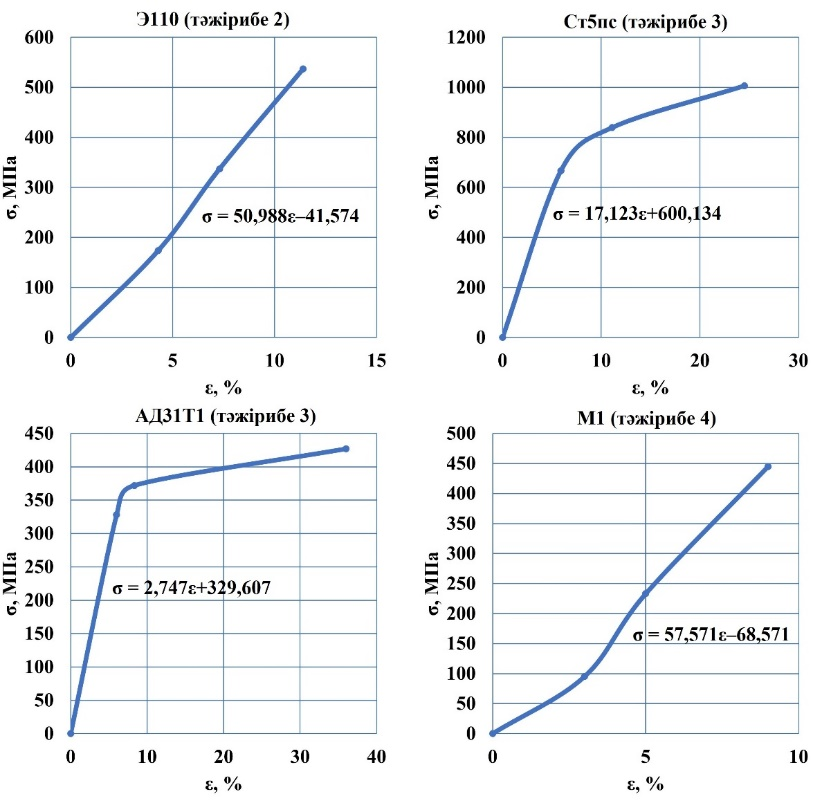 Э110 (тәжірибе 2)
600
500
400
300
200
100
0
σ, МПа
σ = 50,988ε–41,574
0 5 10 15
ε, %
Ст5пс (тәжірибе 3)
1200
1000
800
600
400
200
0
σ, МПа
σ = 17,123ε+600,134
0 10 20 30
ε, %
АД31Т1 (тәжірибе 3)
450
400
350
300
250
200
150
100
50
0
σ, МПа
σ = 2,747ε+329,607
0 10 20 30 40
ε, %
М1 (тәжірибе 4)
500
450
400
350
300
250
200
150
100
50
0
σ, МПа
σ = 57,571ε–68,571
0 5 10
ε, %